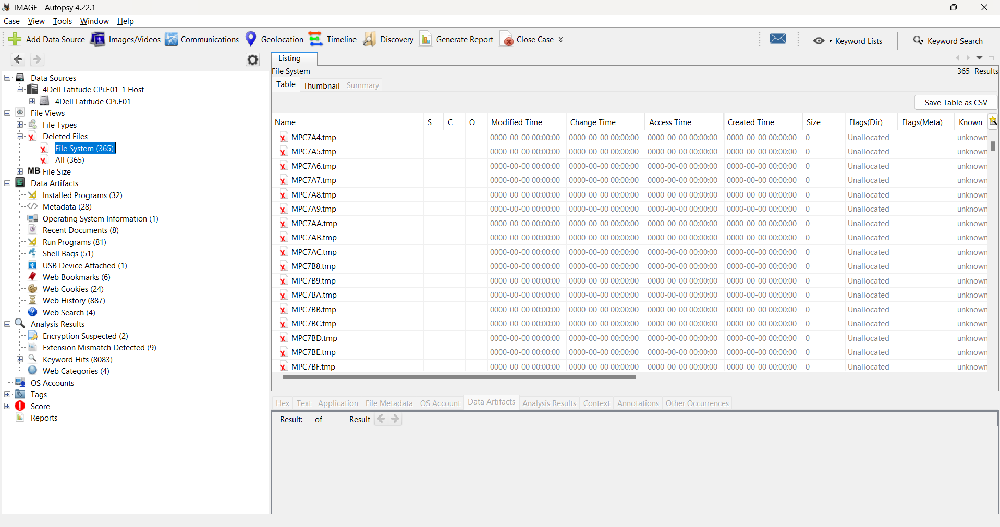 IMAGE - Autopsy 4.22.1
Case View Tools Window Help
Add Data Source Images/Videos Communications Geolocation Timeline Discovery Generate Report Close Case Keyword Lists Keyword Search
Listing
File System 365 Results
Table Thumbnail Summary
Save Table as CSV
Data Sources
4Dell Latitude CPi.E01_1 Host
4Dell Latitude CPi.E01
File Views
File Types
Deleted Files
File System (365)
All (365)
MB File Size
Data Artifacts
Installed Programs (32)
Metadata (28)
Operating System Information (1)
Recent Documents (8)
Run Programs (81)
Shell Bags (51)
USB Device Attached (1)
Web Bookmarks (6)
Web Cookies (24)
Web History (887)
Web Search (4)
Analysis Results
Encryption Suspected (2)
Extension Mismatch Detected (9)
Keyword Hits (8083)
Web Categories (4)
OS Accounts
Tags
Score
Reports
Name S C O Modified Time Change Time Access Time Created Time Size Flags(Dir) Flags(Meta) Known
MPC7A4.tmp 0000-00-00 00:00:00 0000-00-00 00:00:00 0000-00-00 00:00:00 0000-00-00 00:00:00 0 Unallocated unknown
MPC7A5.tmp 0000-00-00 00:00:00 0000-00-00 00:00:00 0000-00-00 00:00:00 0000-00-00 00:00:00 0 Unallocated unknown
MPC7A6.tmp 0000-00-00 00:00:00 0000-00-00 00:00:00 0000-00-00 00:00:00 0000-00-00 00:00:00 0 Unallocated unknown
MPC7A7.tmp 0000-00-00 00:00:00 0000-00-00 00:00:00 0000-00-00 00:00:00 0000-00-00 00:00:00 0 Unallocated unknown
MPC7A8.tmp 0000-00-00 00:00:00 0000-00-00 00:00:00 0000-00-00 00:00:00 0000-00-00 00:00:00 0 Unallocated unknown
MPC7A9.tmp 0000-00-00 00:00:00 0000-00-00 00:00:00 0000-00-00 00:00:00 0000-00-00 00:00:00 0 Unallocated unknown
MPC7AA.tmp 0000-00-00 00:00:00 0000-00-00 00:00:00 0000-00-00 00:00:00 0000-00-00 00:00:00 0 Unallocated unknown
MPC7AB.tmp 0000-00-00 00:00:00 0000-00-00 00:00:00 0000-00-00 00:00:00 0000-00-00 00:00:00 0 Unallocated unknown
MPC7AC.tmp 0000-00-00 00:00:00 0000-00-00 00:00:00 0000-00-00 00:00:00 0000-00-00 00:00:00 0 Unallocated unknown
MPC7B8.tmp 0000-00-00 00:00:00 0000-00-00 00:00:00 0000-00-00 00:00:00 0000-00-00 00:00:00 0 Unallocated unknown
MPC7B9.tmp 0000-00-00 00:00:00 0000-00-00 00:00:00 0000-00-00 00:00:00 0000-00-00 00:00:00 0 Unallocated unknown
MPC7BA.tmp 0000-00-00 00:00:00 0000-00-00 00:00:00 0000-00-00 00:00:00 0000-00-00 00:00:00 0 Unallocated unknown
MPC7BB.tmp 0000-00-00 00:00:00 0000-00-00 00:00:00 0000-00-00 00:00:00 0000-00-00 00:00:00 0 Unallocated unknown
MPC7BC.tmp 0000-00-00 00:00:00 0000-00-00 00:00:00 0000-00-00 00:00:00 0000-00-00 00:00:00 0 Unallocated unknown
MPC7BD.tmp 0000-00-00 00:00:00 0000-00-00 00:00:00 0000-00-00 00:00:00 0000-00-00 00:00:00 0 Unallocated unknown
MPC7BE.tmp 0000-00-00 00:00:00 0000-00-00 00:00:00 0000-00-00 00:00:00 0000-00-00 00:00:00 0 Unallocated unknown
MPC7BF.tmp 0000-00-00 00:00:00 0000-00-00 00:00:00 0000-00-00 00:00:00 0000-00-00 00:00:00 0 Unallocated unknown
Hex Text Application File Metadata OS Account Data Artifacts Analysis Results Context Annotations Other Occurrences
Result: of Result